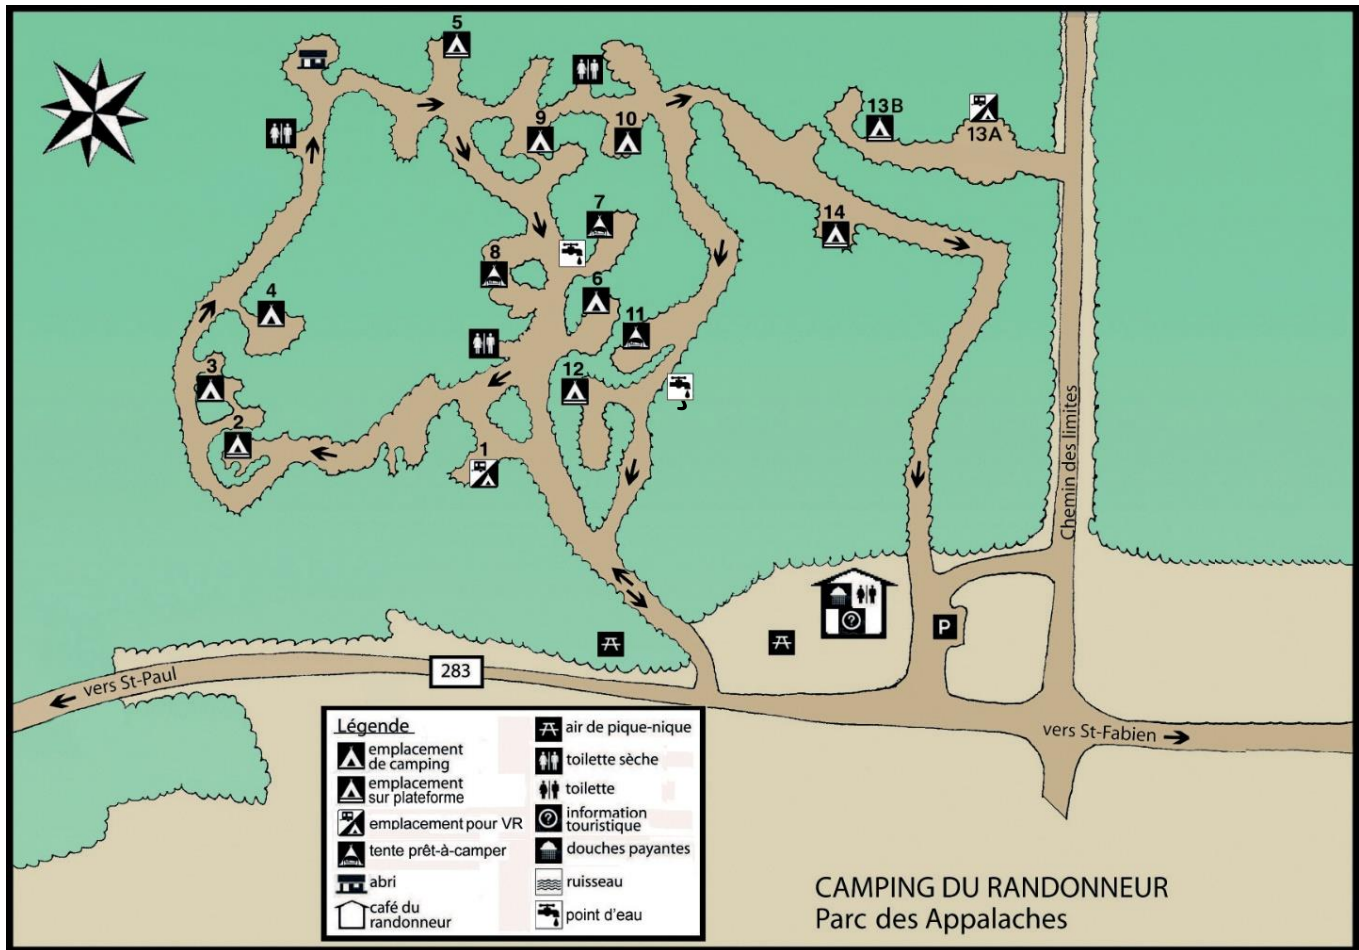 5
9
10
13B
13A
7
14
8
4
6
11
3
12
2
1
Chemin des limites
P
283
vers St-Paul
vers St-Fabien
Légende
emplacement
de camping
emplacement
sur plateforme
emplacement pour VR
tente prêt-à-camper
abri
café du
randonneur
air de pique-nique
toilette sèche
toilette
?
information
touristique
douches payantes
ruisseau
point d'eau
CAMPING DU RANDONNEUR
Parc des Appalaches